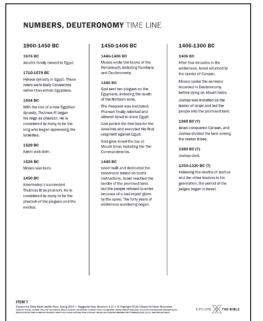 NUMBERS, DEUTERONOMY TIME LINE
1900-1450 BC
1876 BC
Jacob's family moved to Egypt.
1710-1570 BC
Hyksos dynasty in Egypt. These
rulers were likely Canaanites
rather than ethnic Egyptians.
1504 BC
With the rise of a new Egyptian
dynasty, Thutmose III began
his reign as pharaoh. He is
considered by many to be the
king who began oppressing the
Israelites.
1529 BC
Aaron was born.
1526 BC
Moses was born.
1450 BC
Amenhotep II succeeded
Thutmose III as pharaoh. He is
considered by many to be the
pharaoh of the plagues and the
exodus.
1450-1406 BC
1446-1406 BC
Moses wrote the books of the
Pentateuch, including Numbers
and Deuteronomy.
1446 BC
God sent ten plagues on the
Egyptians, including the death
of the firstborn sons.
The Passover was instituted.
Pharaoh finally relented and
allowed Israel to leave Egypt.
God parted the Red Sea for the
Israelites and executed His final
judgment against Egypt.
God gave Israel the law at
Mount Sinai, including the Ten
Commandments.
1445 BC
Israel built and dedicated the
tabernacle based on God's
instructions. Israel reached the
border of the promised land,
but the people refused to enter
because of a bad report given
by the spies. The forty years of
wilderness wandering began.
1406-1300 BC
1406 BC
After four decades in the
wilderness, Israel returned to
the border of Canaan.
Moses spoke the sermons
recorded in Deuteronomy
before dying on Mount Nebo.
Joshua was installed as the
leader of Israel and led the
people into the promised land.
1380 BC (?)
Israel conquered Canaan, and
Joshua divided the land among
the twelve tribes.
1380 BC (?)
Joshua died.
1350-1320 BC (?)
Following the deaths of Joshua
and the other leaders in his
generation, the period of the
judges began in Israel.
ITEM 7
EXPLORE THE BIBLE